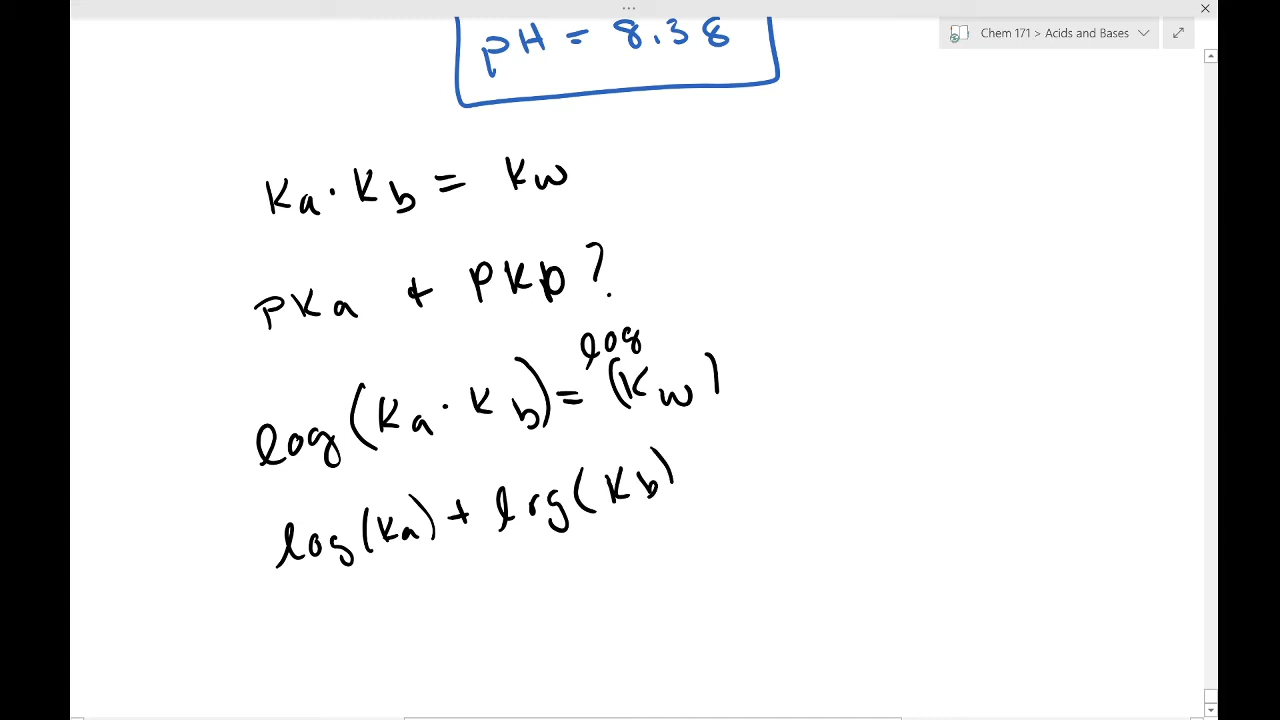 Chem 171 > Acids and Bases
pH = 8.38
Ka · Kb = Kw
PKa + PKb?
log (Ka · Kb) = log (Kw)
log (Ka) + log (Kb)